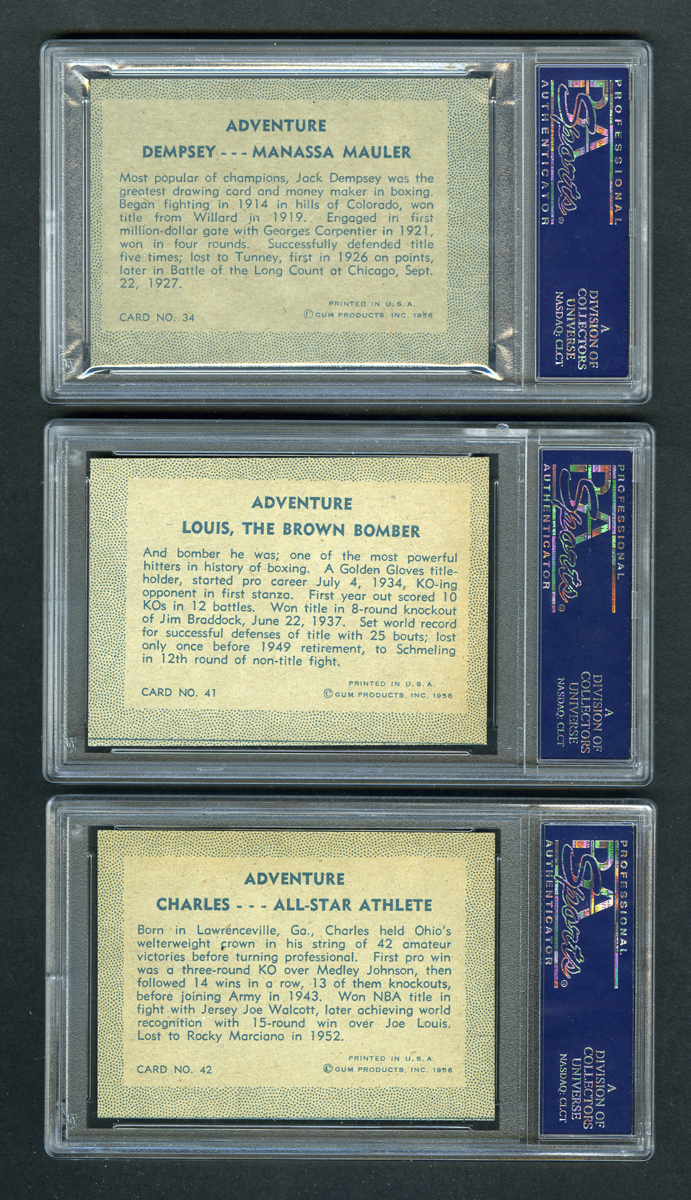 ADVENTURE
DEMPSEY - - - MANASSA MAULER
Most popular of champions, Jack Dempsey was the
greatest drawing card and money maker in boxing.
Began fighting in 1914 in hills of Colorado, won
title from Willard in 1919. Engaged in first
million-dollar gate with Georges Carpentier in 1921,
won in four rounds. Successfully defended title
five times; lost to Tunney, first in 1926 on points,
later in Battle of the Long Count at Chicago, Sept.
22, 1927.
PRINTED IN U.S.A.
CARD NO. 34
© GUM PRODUCTS, INC. 1956
PROFESSIONAL
PSA
Sports ®
AUTHENTICATOR
A
DIVISION OF
COLLECTORS
UNIVERSE
NASDAQ: CLCT
ADVENTURE
LOUIS, THE BROWN BOMBER
And bomber he was; one of the most powerful
hitters in history of boxing. A Golden Gloves title-
holder, started pro career July 4, 1934, KO-ing
opponent in first stanza. First year out scored 10
KOs in 12 battles. Won title in 8-round knockout
of Jim Braddock, June 22, 1937. Set world record
for successful defenses of title with 25 bouts; lost
only once before 1949 retirement, to Schmeling
in 12th round of non-title fight.
PRINTED IN U.S.A.
CARD NO. 41
© GUM PRODUCTS, INC. 1956
PROFESSIONAL
PSA
Sports ®
AUTHENTICATOR
A
DIVISION OF
COLLECTORS
UNIVERSE
NASDAQ: CLCT
ADVENTURE
CHARLES - - - ALL-STAR ATHLETE
Born in Lawrenceville, Ga., Charles held Ohio's
welterweight crown in his string of 42 amateur
victories before turning professional. First pro win
was a three-round KO over Medley Johnson, then
followed 14 wins in a row, 13 of them knockouts,
before joining Army in 1943. Won NBA title in
fight with Jersey Joe Walcott, later achieving world
recognition with 15-round win over Joe Louis.
Lost to Rocky Marciano in 1952.
PRINTED IN U.S.A.
CARD NO. 42
© GUM PRODUCTS, INC. 1956
PROFESSIONAL
PSA
Sports ®
AUTHENTICATOR
A
DIVISION OF
COLLECTORS
UNIVERSE
NASDAQ: CLCT